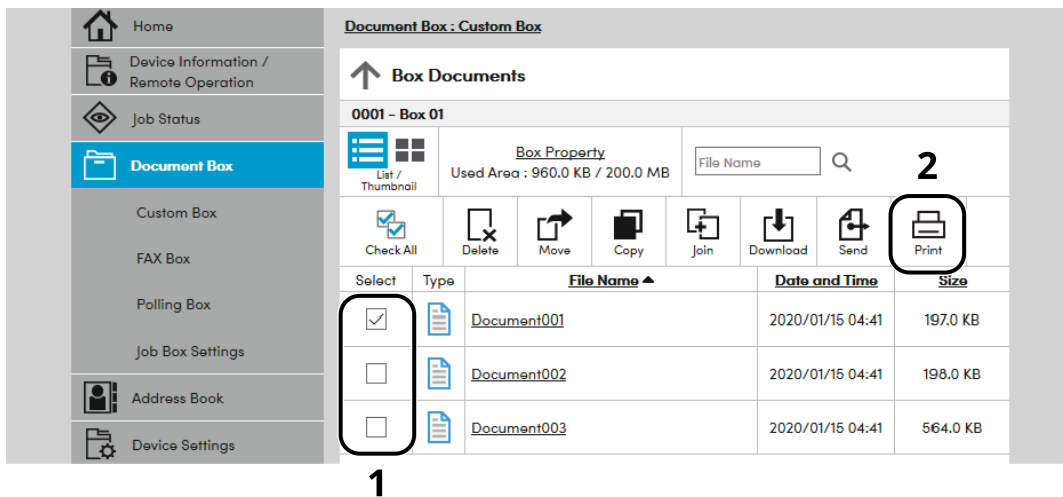 Home
Device Information /
Remote Operation
Job Status
Document Box
Custom Box
FAX Box
Polling Box
Job Box Settings
Address Book
Device Settings
Document Box : Custom Box
Box Documents
0001 – Box 01
List /
Thumbnail
Box Property
Used Area : 960.0 KB / 200.0 MB
File Name
2
Check All Delete Move Copy Join Download Send Print
Select Type File Name Date and Time Size
Document001 2020/01/15 04:41 197.0 KB
Document002 2020/01/15 04:41 198.0 KB
Document003 2020/01/15 04:41 564.0 KB
1